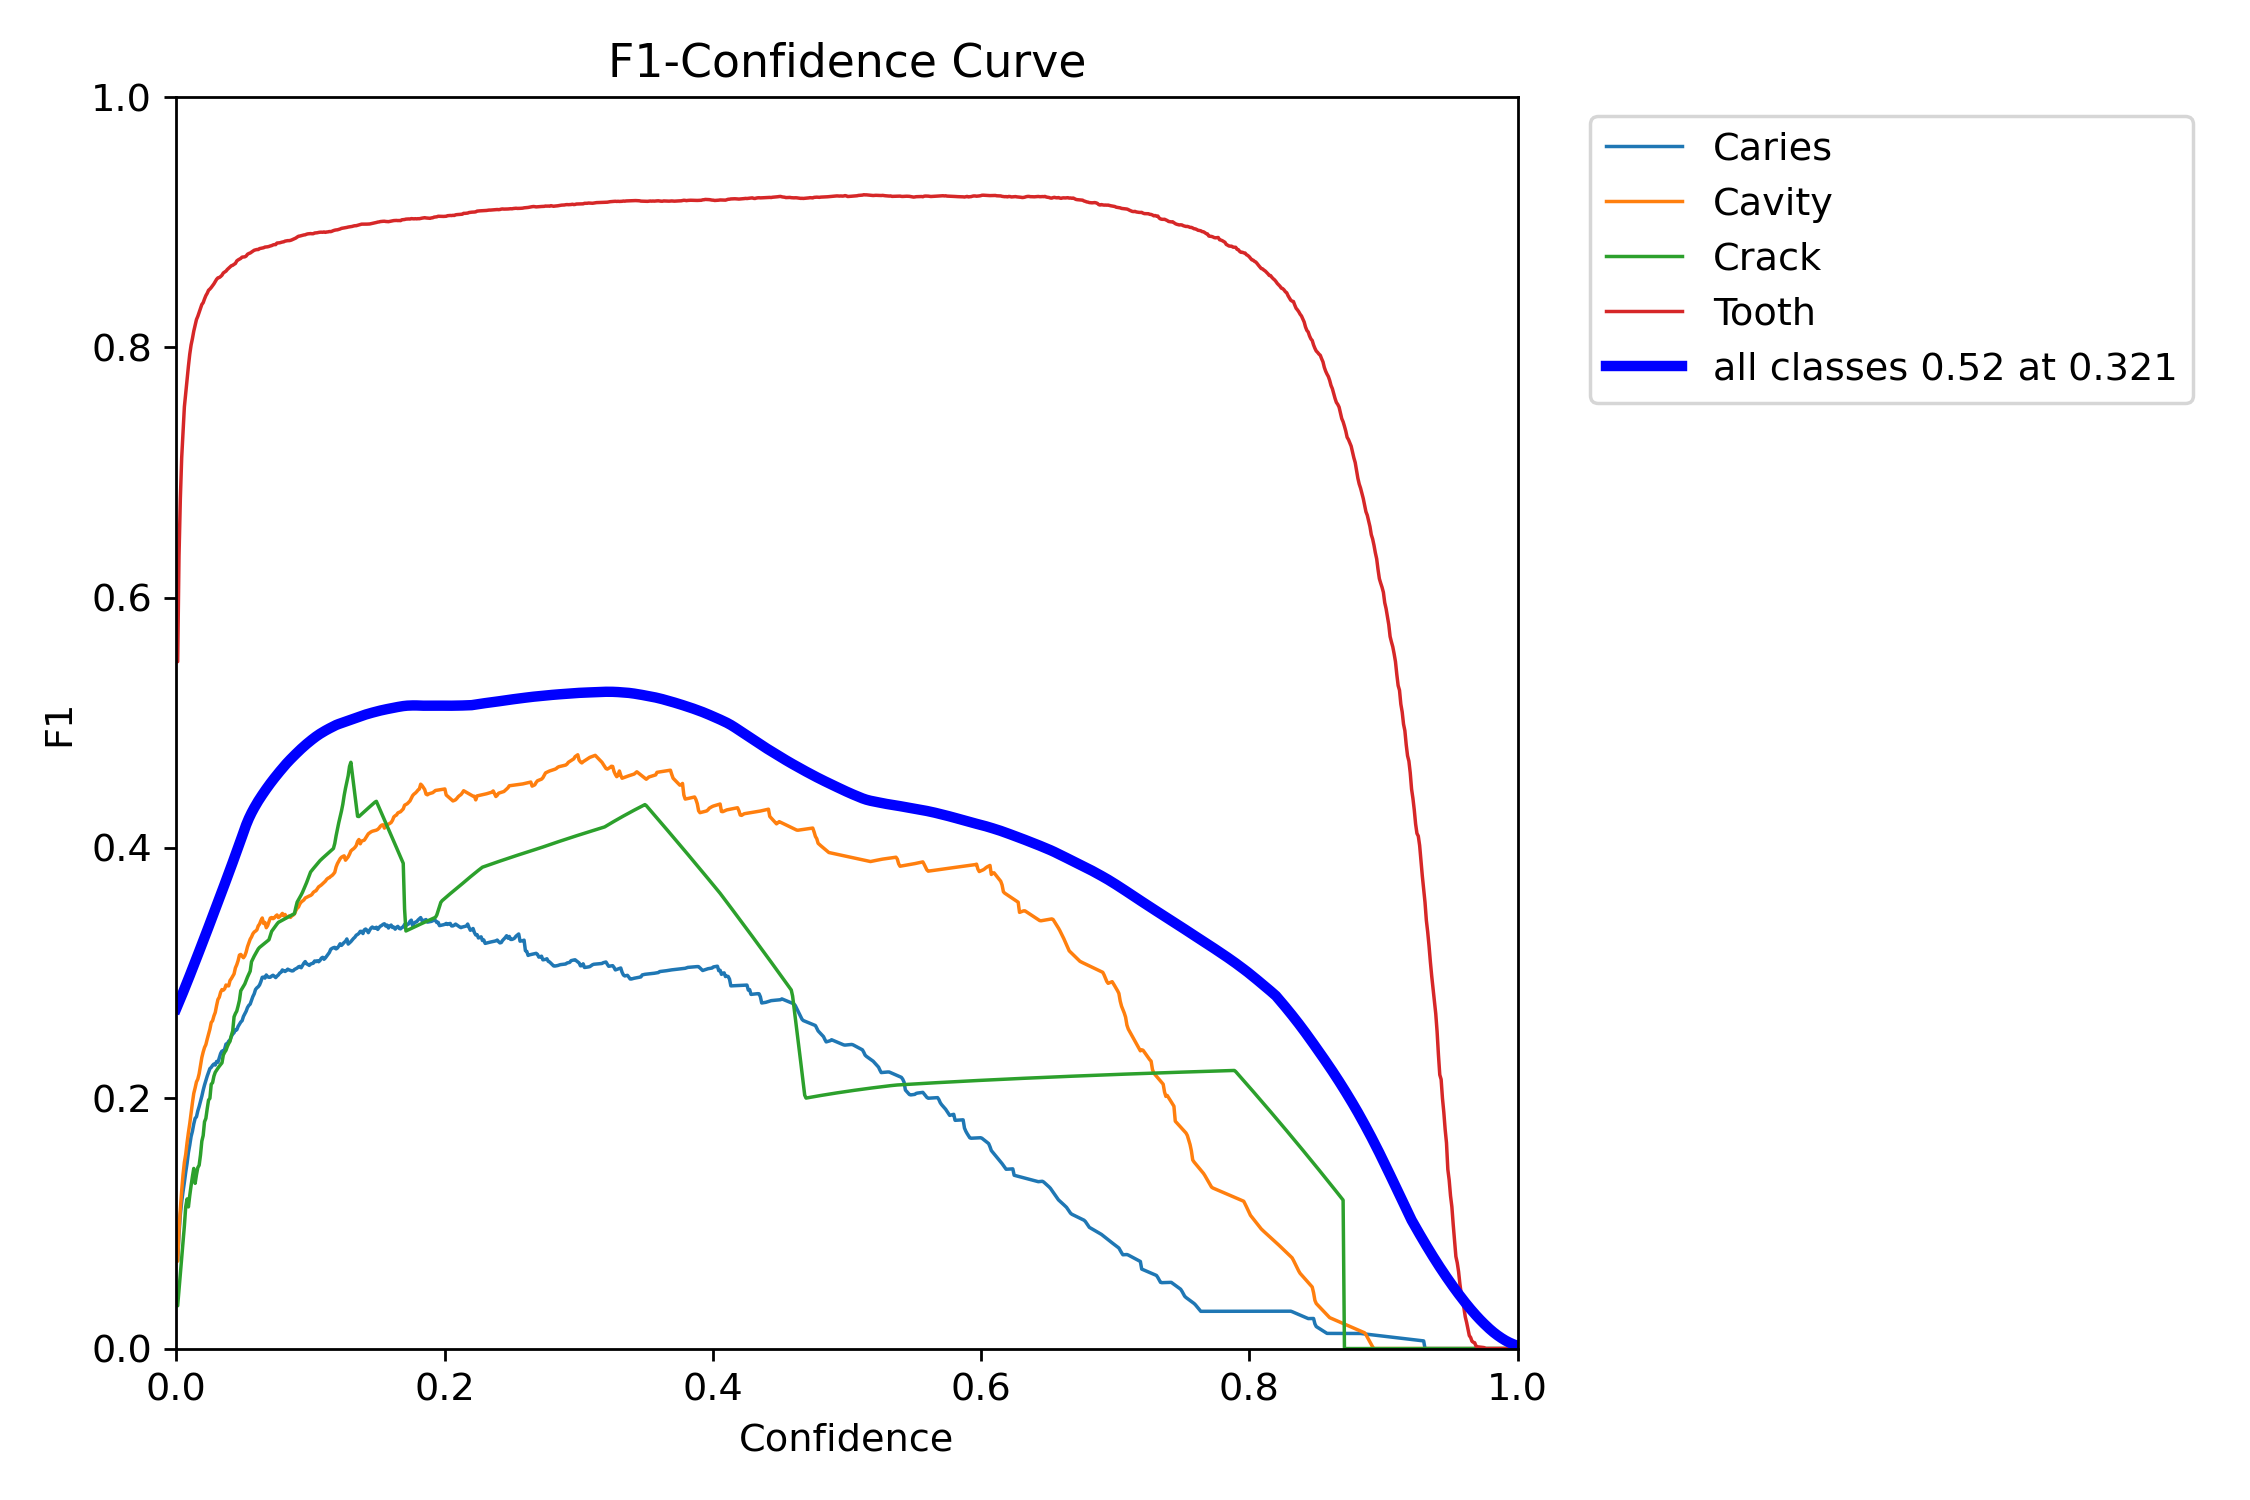 F1-Confidence Curve
1.0
0.8
0.6
0.4
0.2
0.0
F1
0.0 0.2 0.4 0.6 0.8 1.0
Confidence
Caries
Cavity
Crack
Tooth
all classes 0.52 at 0.321